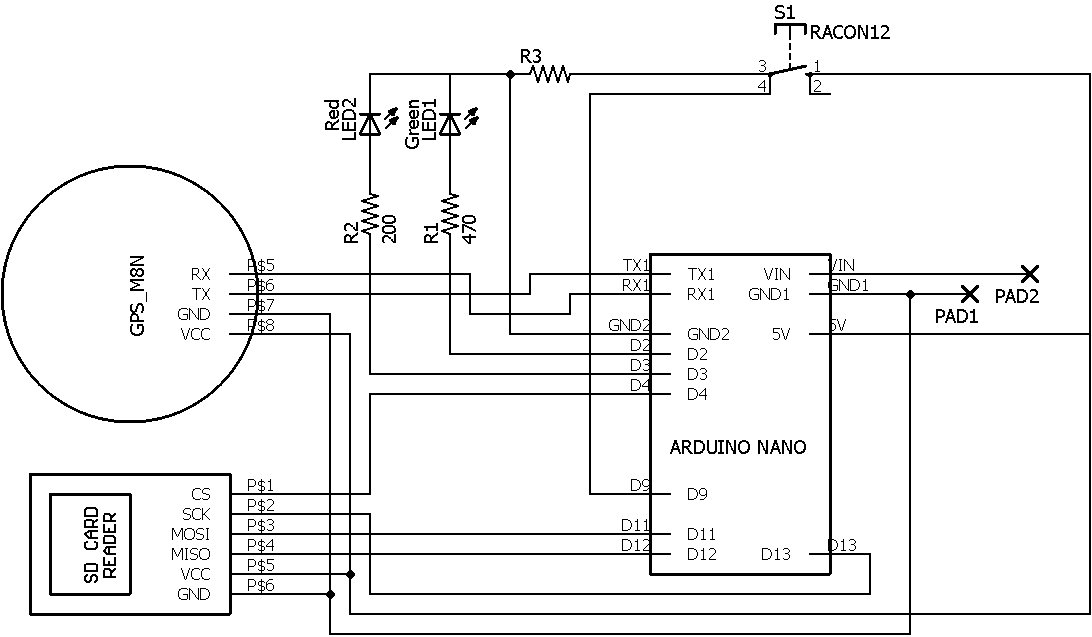 S1
RACON12
R3
3
1
4
2
Red
LED2
Green
LED1
R2
200
R1
470
GPS_M8N
RX
P$5
TX
P$6
GND
P$7
VCC
P$8
TX1
TX1
RX1
RX1
GND2
GND2
D2
D2
D3
D3
D4
D4
VIN
VIN
GND1
GND1
5V
5V
PAD2
PAD1
ARDUINO NANO
D9
D9
D11
D11
D12
D12
D13
D13
SD CARD
READER
CS
P$1
SCK
P$2
MOSI
P$3
MISO
P$4
VCC
P$5
GND
P$6